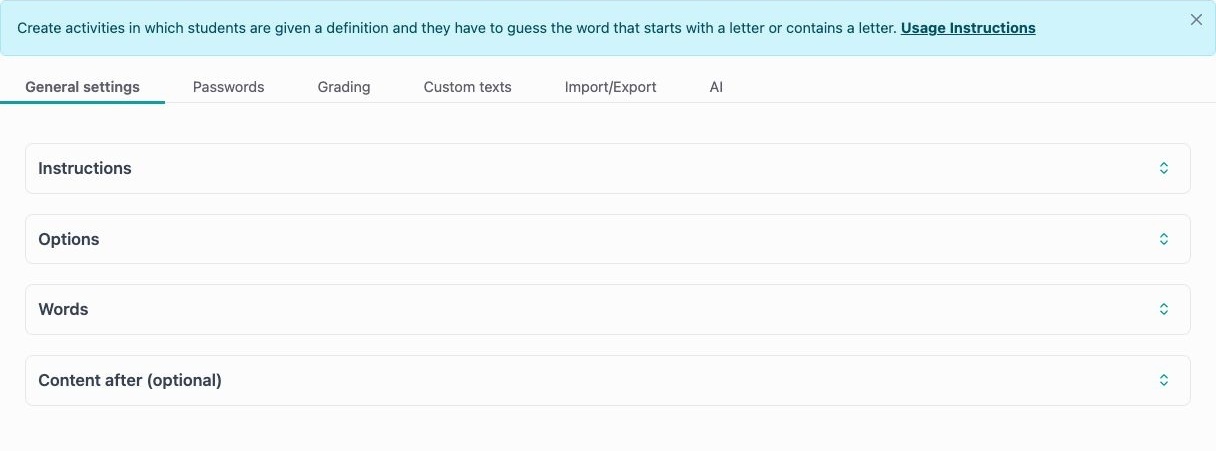 Create activities in which students are given a definition and they have to guess the word that starts with a letter or contains a letter. Usage Instructions
General settings Passwords Grading Custom texts Import/Export AI
Instructions
Options
Words
Content after (optional)